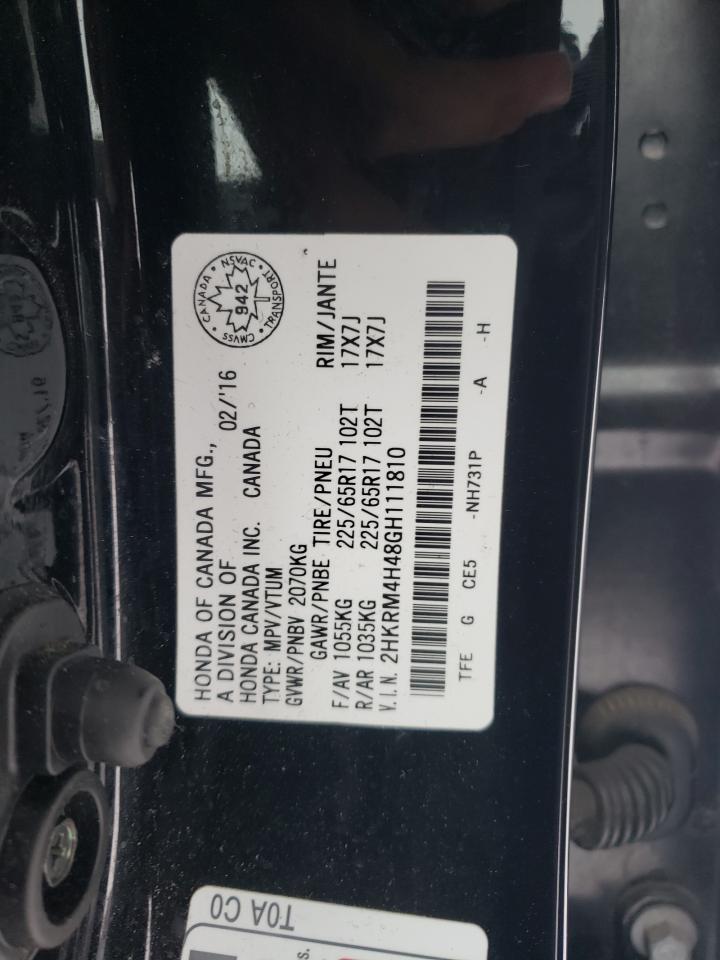 HONDA OF CANADA MFG., 02/'16
A DIVISION OF
HONDA CANADA INC. CANADA
TYPE: MPV/VTUM
GVWR/PNBV 2070KG
GAWR/PNBE TIRE/PNEU RIM/JANTE
F/AV 1055KG 225/65R17 102T 17X7J
R/AR 1035KG 225/65R17 102T 17X7J
V.I.N. 2HKRM4H48GH111810
TFE G CE5 -NH731P -A -H
CANADA
942
TRANSPORT
CMVSS NSVAC
T0A C0